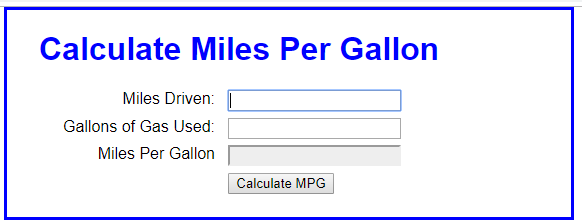 Calculate Miles Per Gallon
Miles Driven:
Gallons of Gas Used:
Miles Per Gallon
Calculate MPG